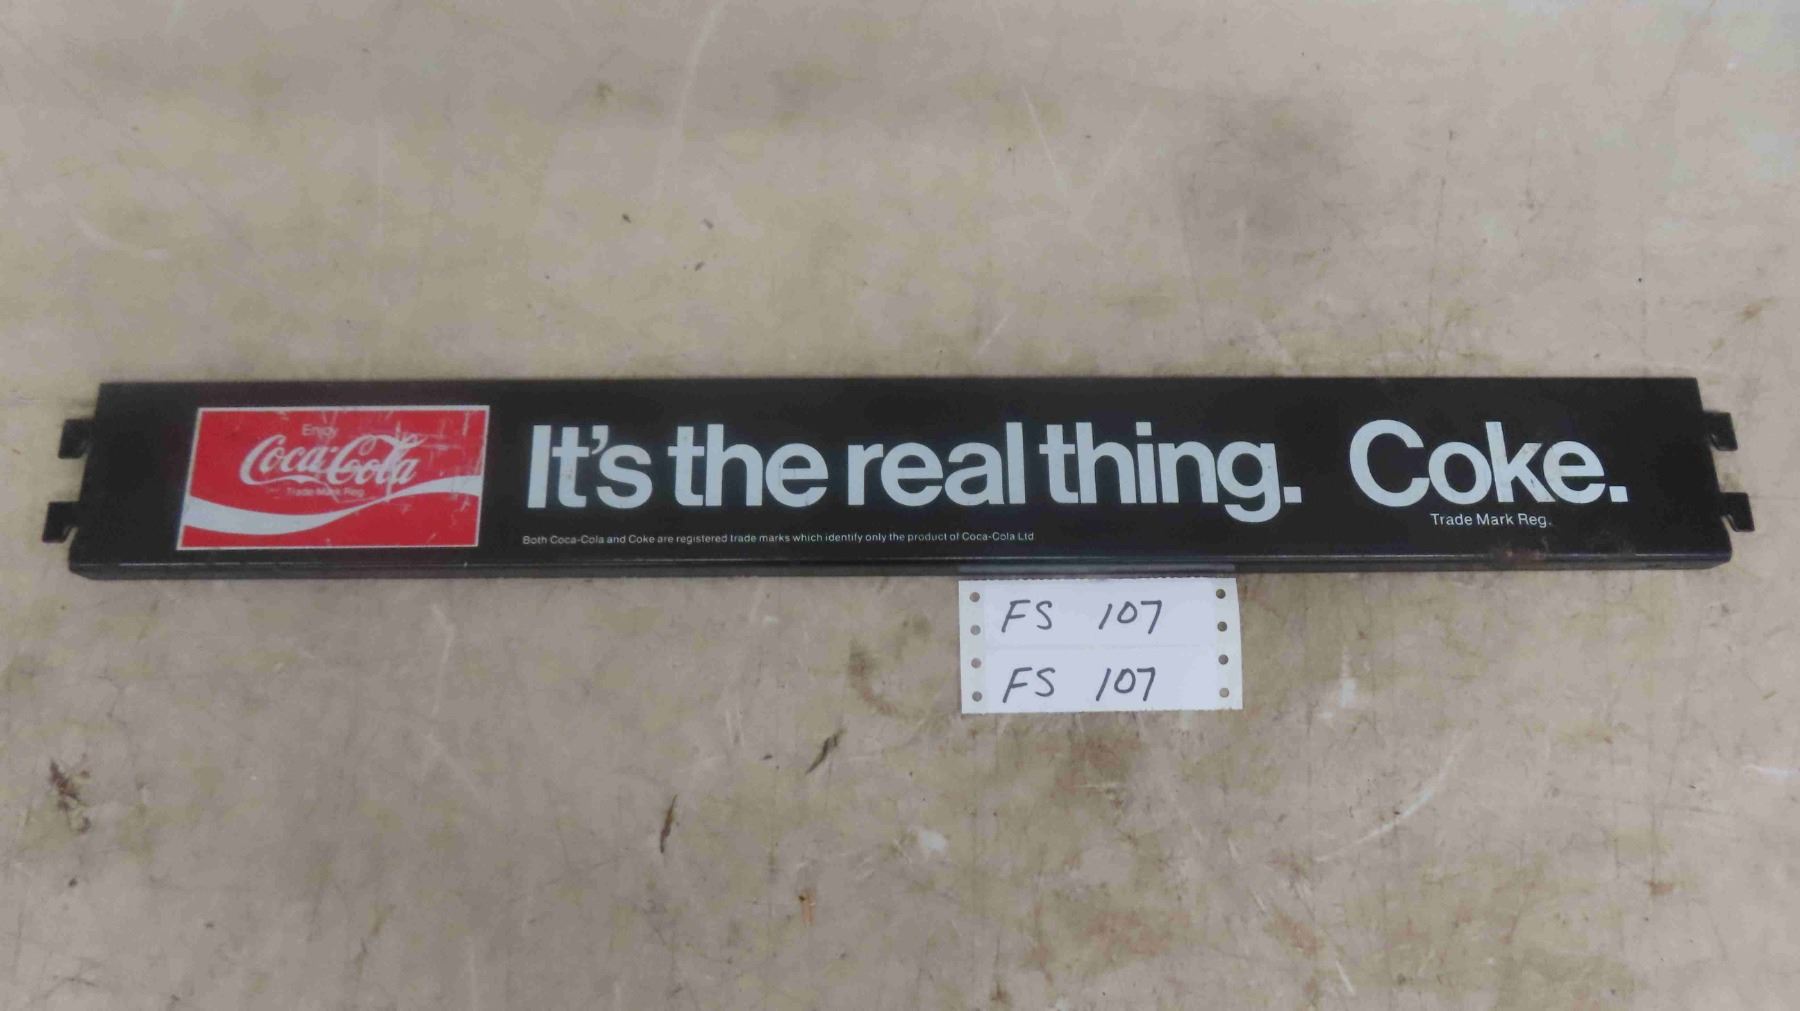 Enjoy
Coca-Cola
Trade Mark Reg
It's the real thing. Coke.
Trade Mark Reg.
Both Coca-Cola and Coke are registered trade marks which identify only the product of Coca-Cola Ltd
FS 107
FS 107